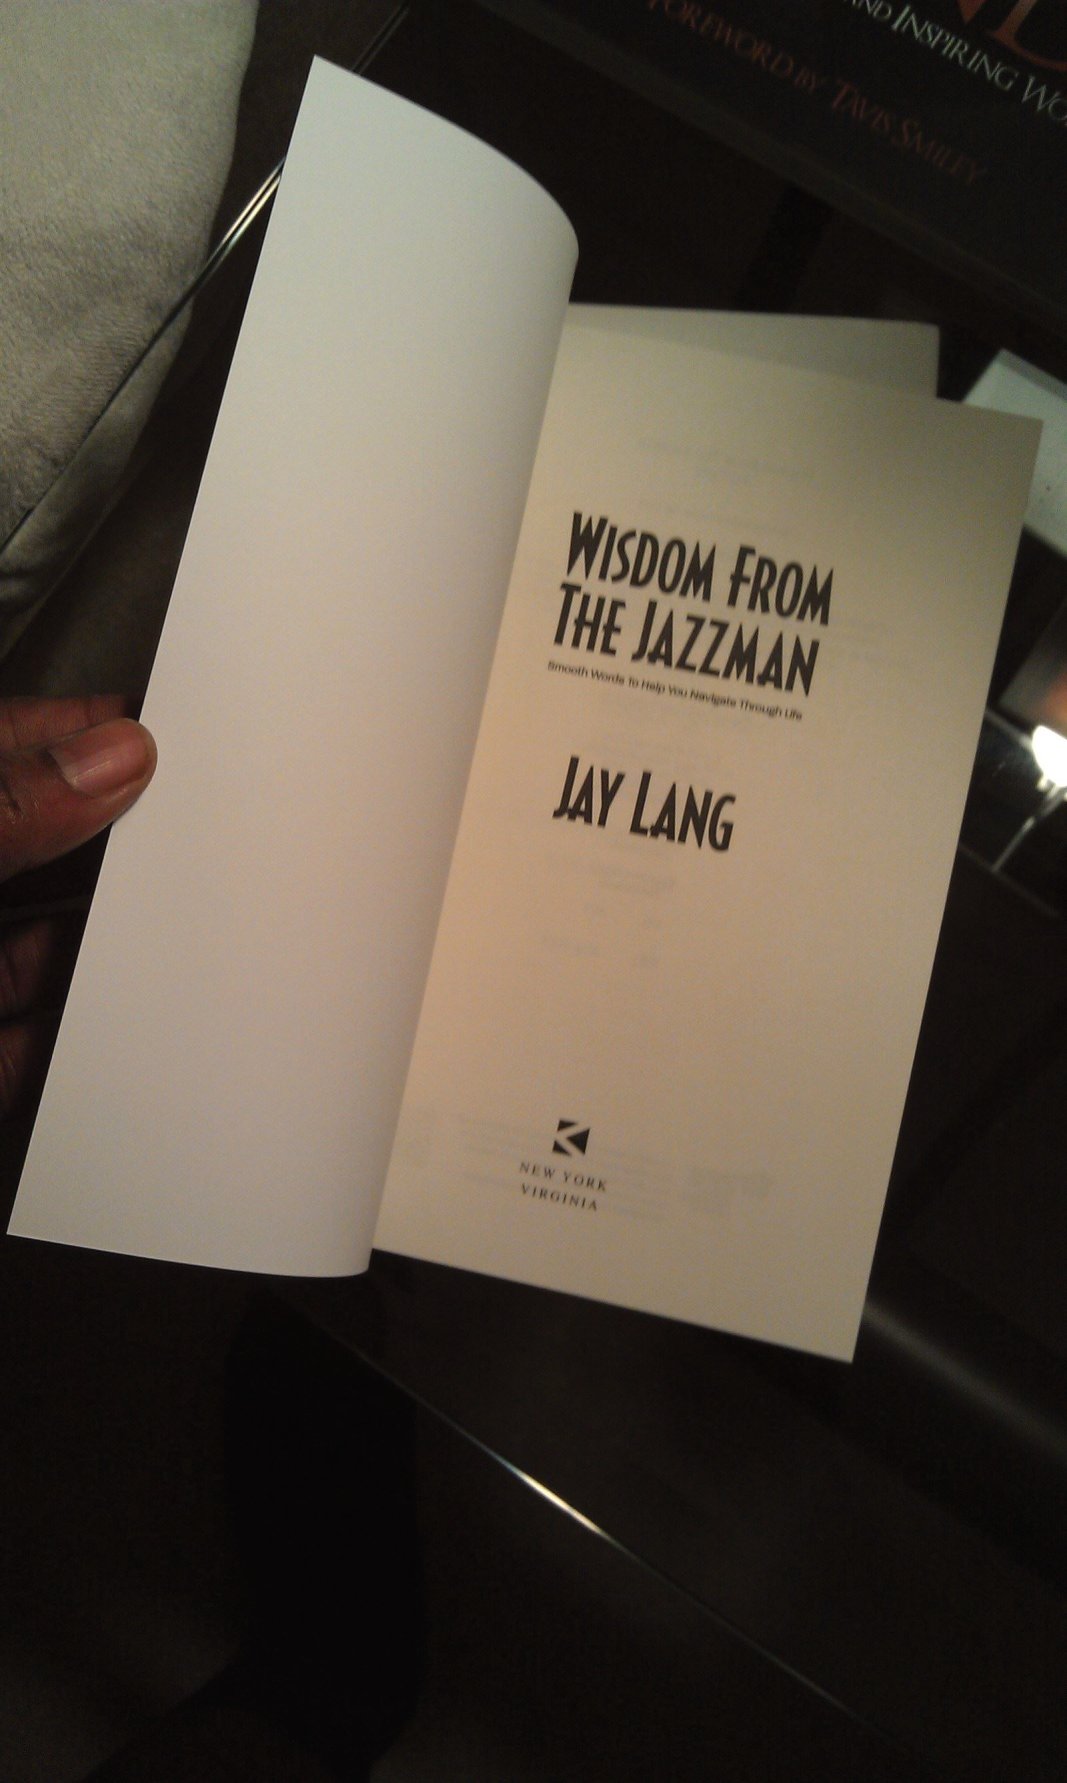 AND INSPIRING WO
FOREWORD BY TAVIS SMILEY
WISDOM FROM
THE JAZZMAN
Smooth Words To Help You Navigate Through Life
JAY LANG
NEW YORK
VIRGINIA